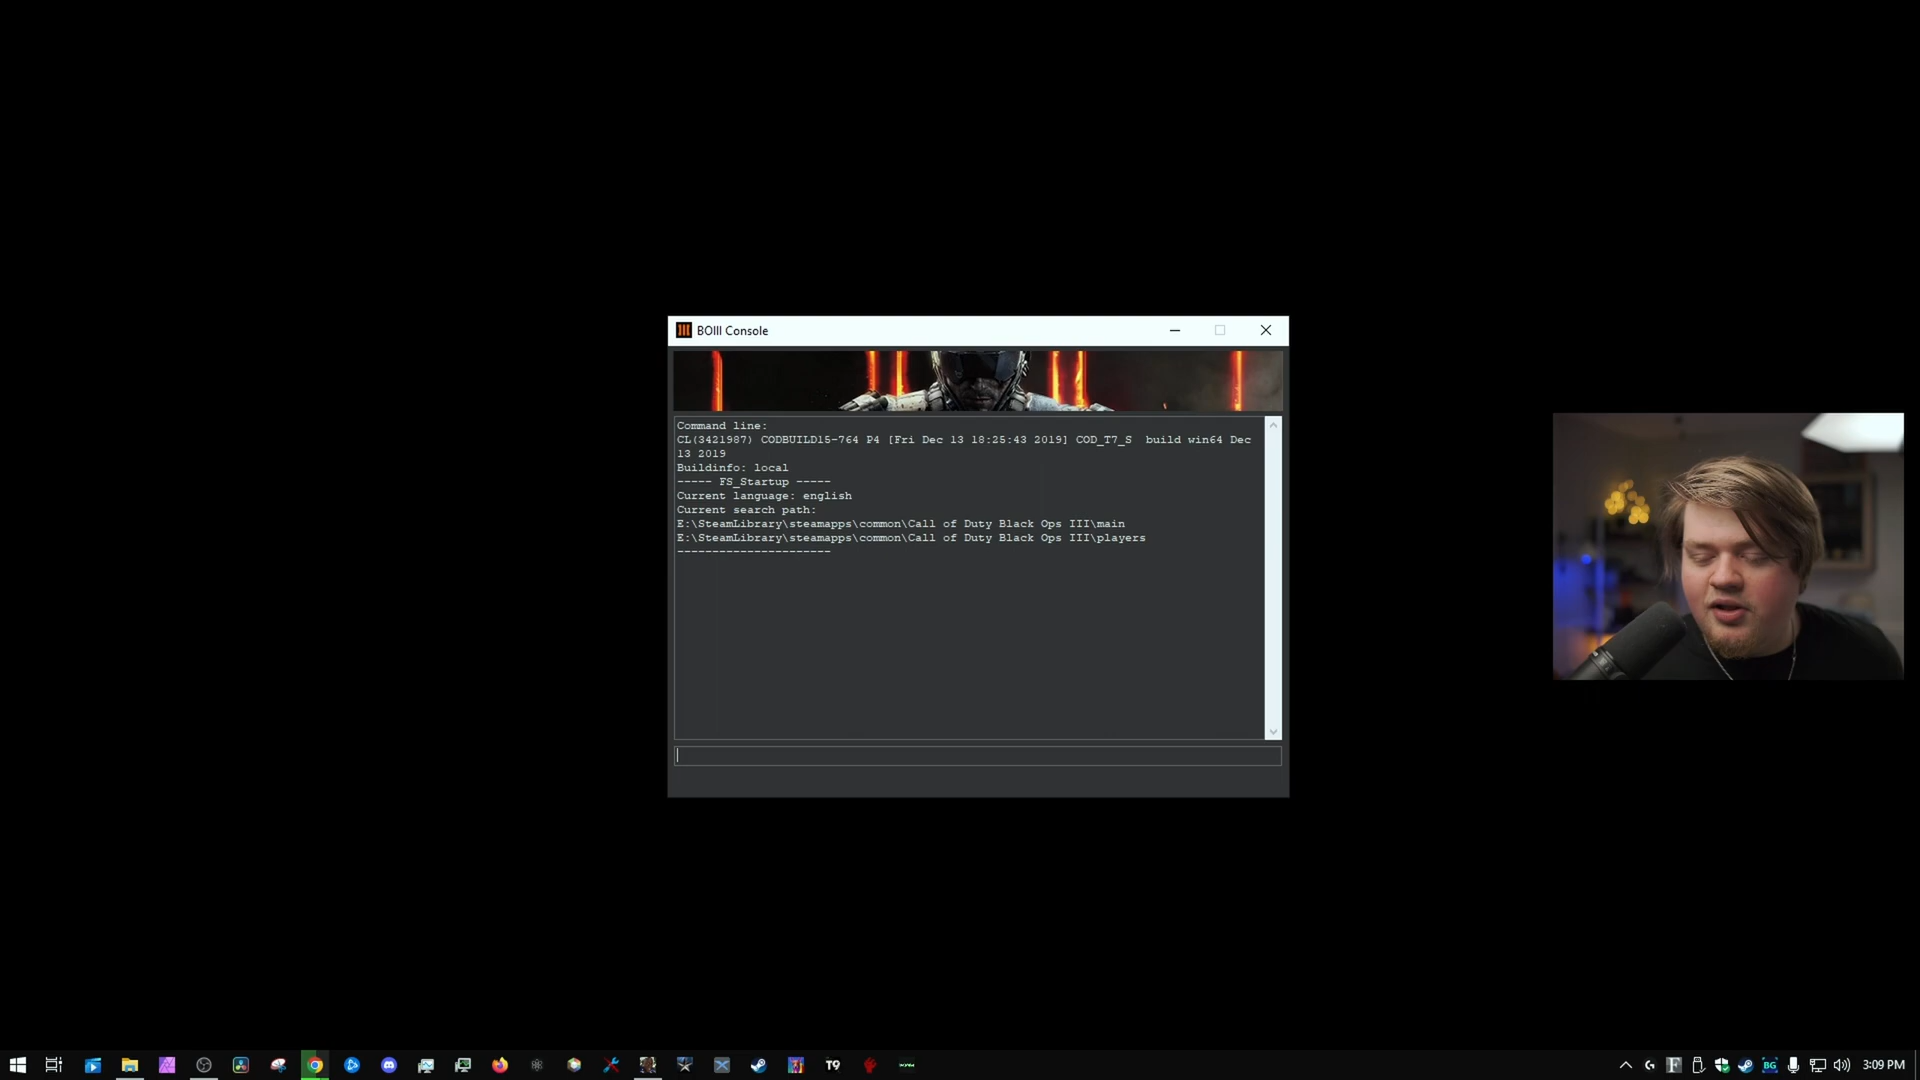 BOIII Console
Command line:
CL(3421987) CODBUILD15-764 P4 [Fri Dec 13 18:25:43 2019] COD_T7_S  build win64 Dec
13 2019
Buildinfo: local
----- FS_Startup -----
Current language: english
Current search path:
E:\SteamLibrary\steamapps\common\Call of Duty Black Ops III\main
E:\SteamLibrary\steamapps\common\Call of Duty Black Ops III\players
----------------------
T9
BG
3:09 PM